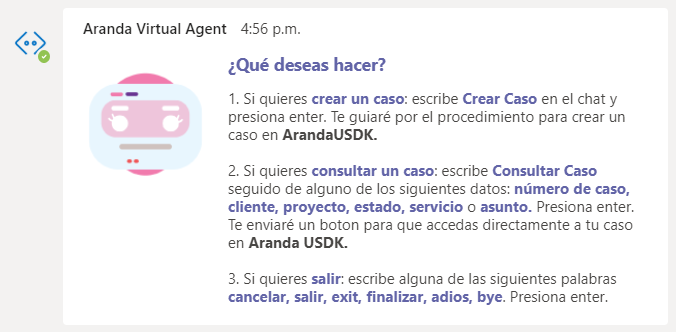 Aranda Virtual Agent 4:56 p.m.
¿Qué deseas hacer?
1. Si quieres crear un caso: escribe Crear Caso en el chat y
presiona enter. Te guiaré por el procedimiento para crear un
caso en ArandaUSDK.
2. Si quieres consultar un caso: escribe Consultar Caso
seguido de alguno de los siguientes datos: número de caso,
cliente, proyecto, estado, servicio o asunto. Presiona enter.
Te enviaré un boton para que accedas directamente a tu caso
en Aranda USDK.
3. Si quieres salir: escribe alguna de las siguientes palabras
cancelar, salir, exit, finalizar, adios, bye. Presiona enter.